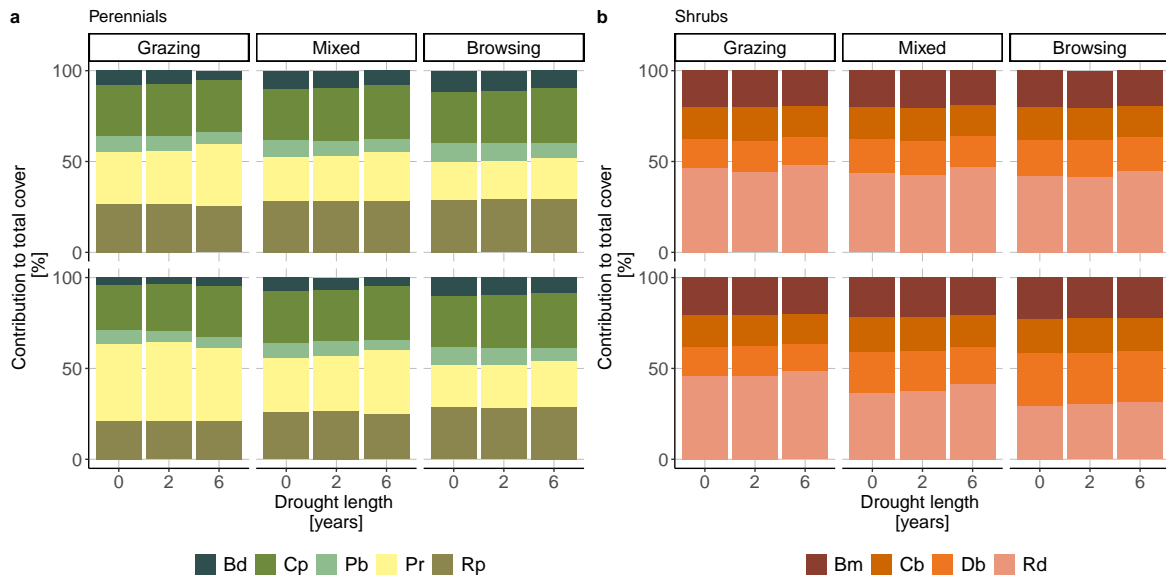 a Perennials
Grazing Mixed Browsing
Contribution to total cover
[%]
100
50
0
100
50
0
0 2 6 0 2 6 0 2 6
Drought length
[years]
Bd Cp Pb Pr Rp
b Shrubs
Grazing Mixed Browsing
Contribution to total cover
[%]
100
50
0
100
50
0
0 2 6 0 2 6 0 2 6
Drought length
[years]
Bm Cb Db Rd